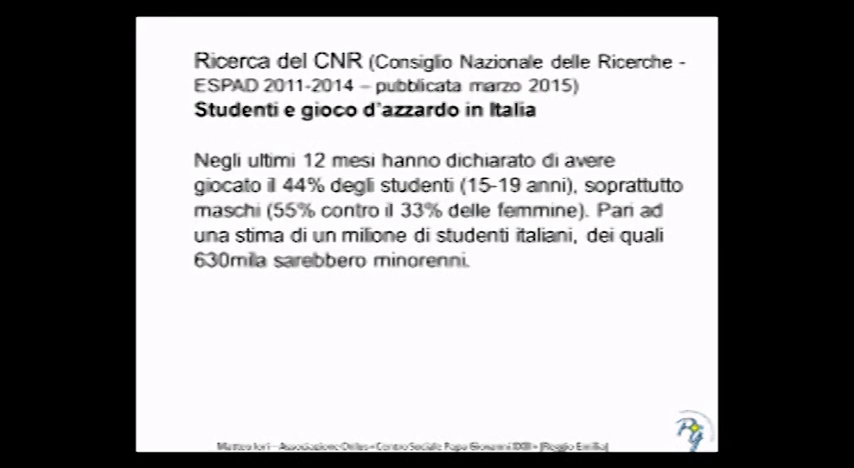 Ricerca del CNR (Consiglio Nazionale delle Ricerche -
ESPAD 2011-2014 – pubblicata marzo 2015)
Studenti e gioco d'azzardo in Italia
Negli ultimi 12 mesi hanno dichiarato di avere
giocato il 44% degli studenti (15-19 anni), soprattutto
maschi (55% contro il 33% delle femmine). Pari ad
una stima di un milione di studenti italiani, dei quali
630mila sarebbero minorenni.
Matteo Iori – Associazione Onlus «Centro Sociale Papa Giovanni XXIII» (Reggio Emilia)